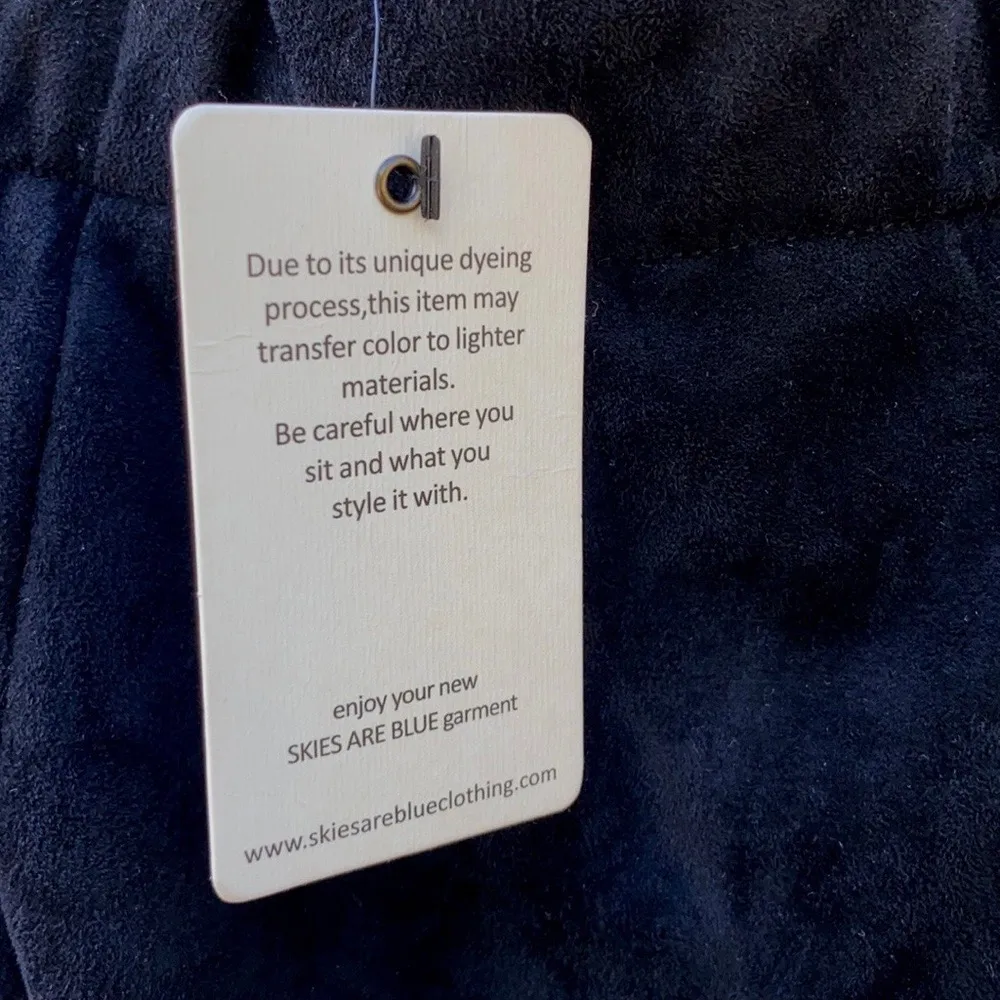 Due to its unique dyeing
process,this item may
transfer color to lighter
materials.
Be careful where you
sit and what you
style it with.
enjoy your new
SKIES ARE BLUE garment
www.skiesareblueclothing.com